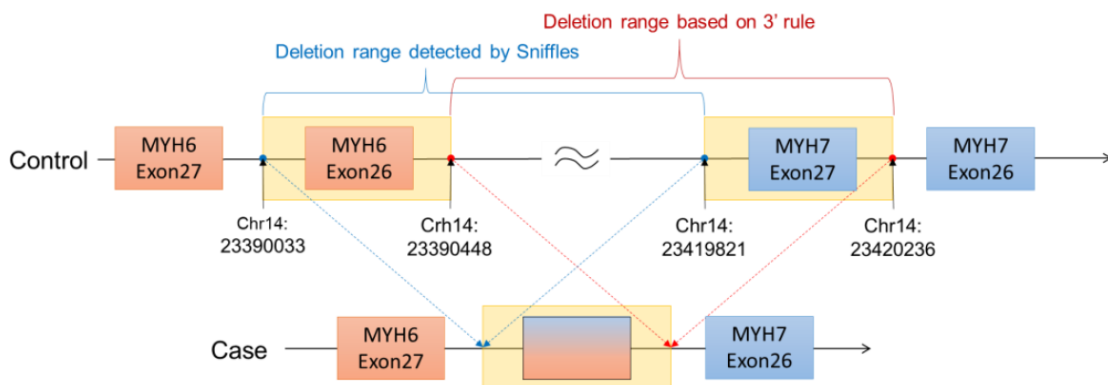 Deletion range based on 3' rule
Deletion range detected by Sniffles
Control
MYH6
Exon27
MYH6
Exon26
MYH7
Exon27
MYH7
Exon26
Chr14:
23390033
Crh14:
23390448
Chr14:
23419821
Chr14:
23420236
Case
MYH6
Exon27
MYH7
Exon26